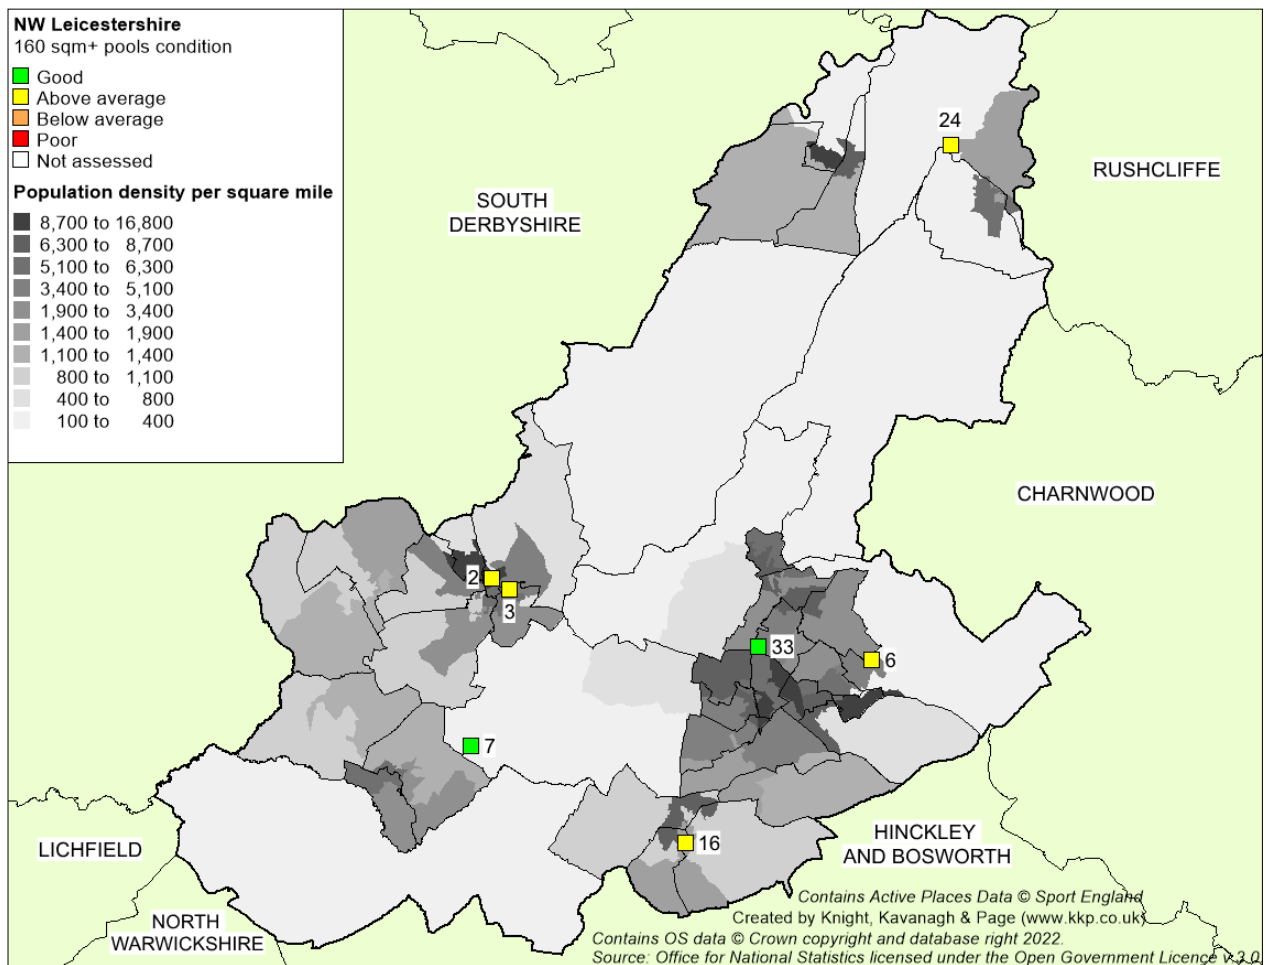 NW Leicestershire
160 sqm+ pools condition
Good
Above average
Below average
Poor
Not assessed
Population density per square mile
8,700 to 16,800
6,300 to 8,700
5,100 to 6,300
3,400 to 5,100
1,900 to 3,400
1,400 to 1,900
1,100 to 1,400
800 to 1,100
400 to 800
100 to 400
24
RUSHCLIFFE
SOUTH
DERBYSHIRE
CHARNWOOD
2
3
33
6
7
16
LICHFIELD
HINCKLEY
AND BOSWORTH
NORTH
WARWICKSHIRE
Contains Active Places Data © Sport England
Created by Knight, Kavanagh & Page (www.kkp.co.uk)
Contains OS data © Crown copyright and database right 2022.
Source: Office for National Statistics licensed under the Open Government Licence v.3.0